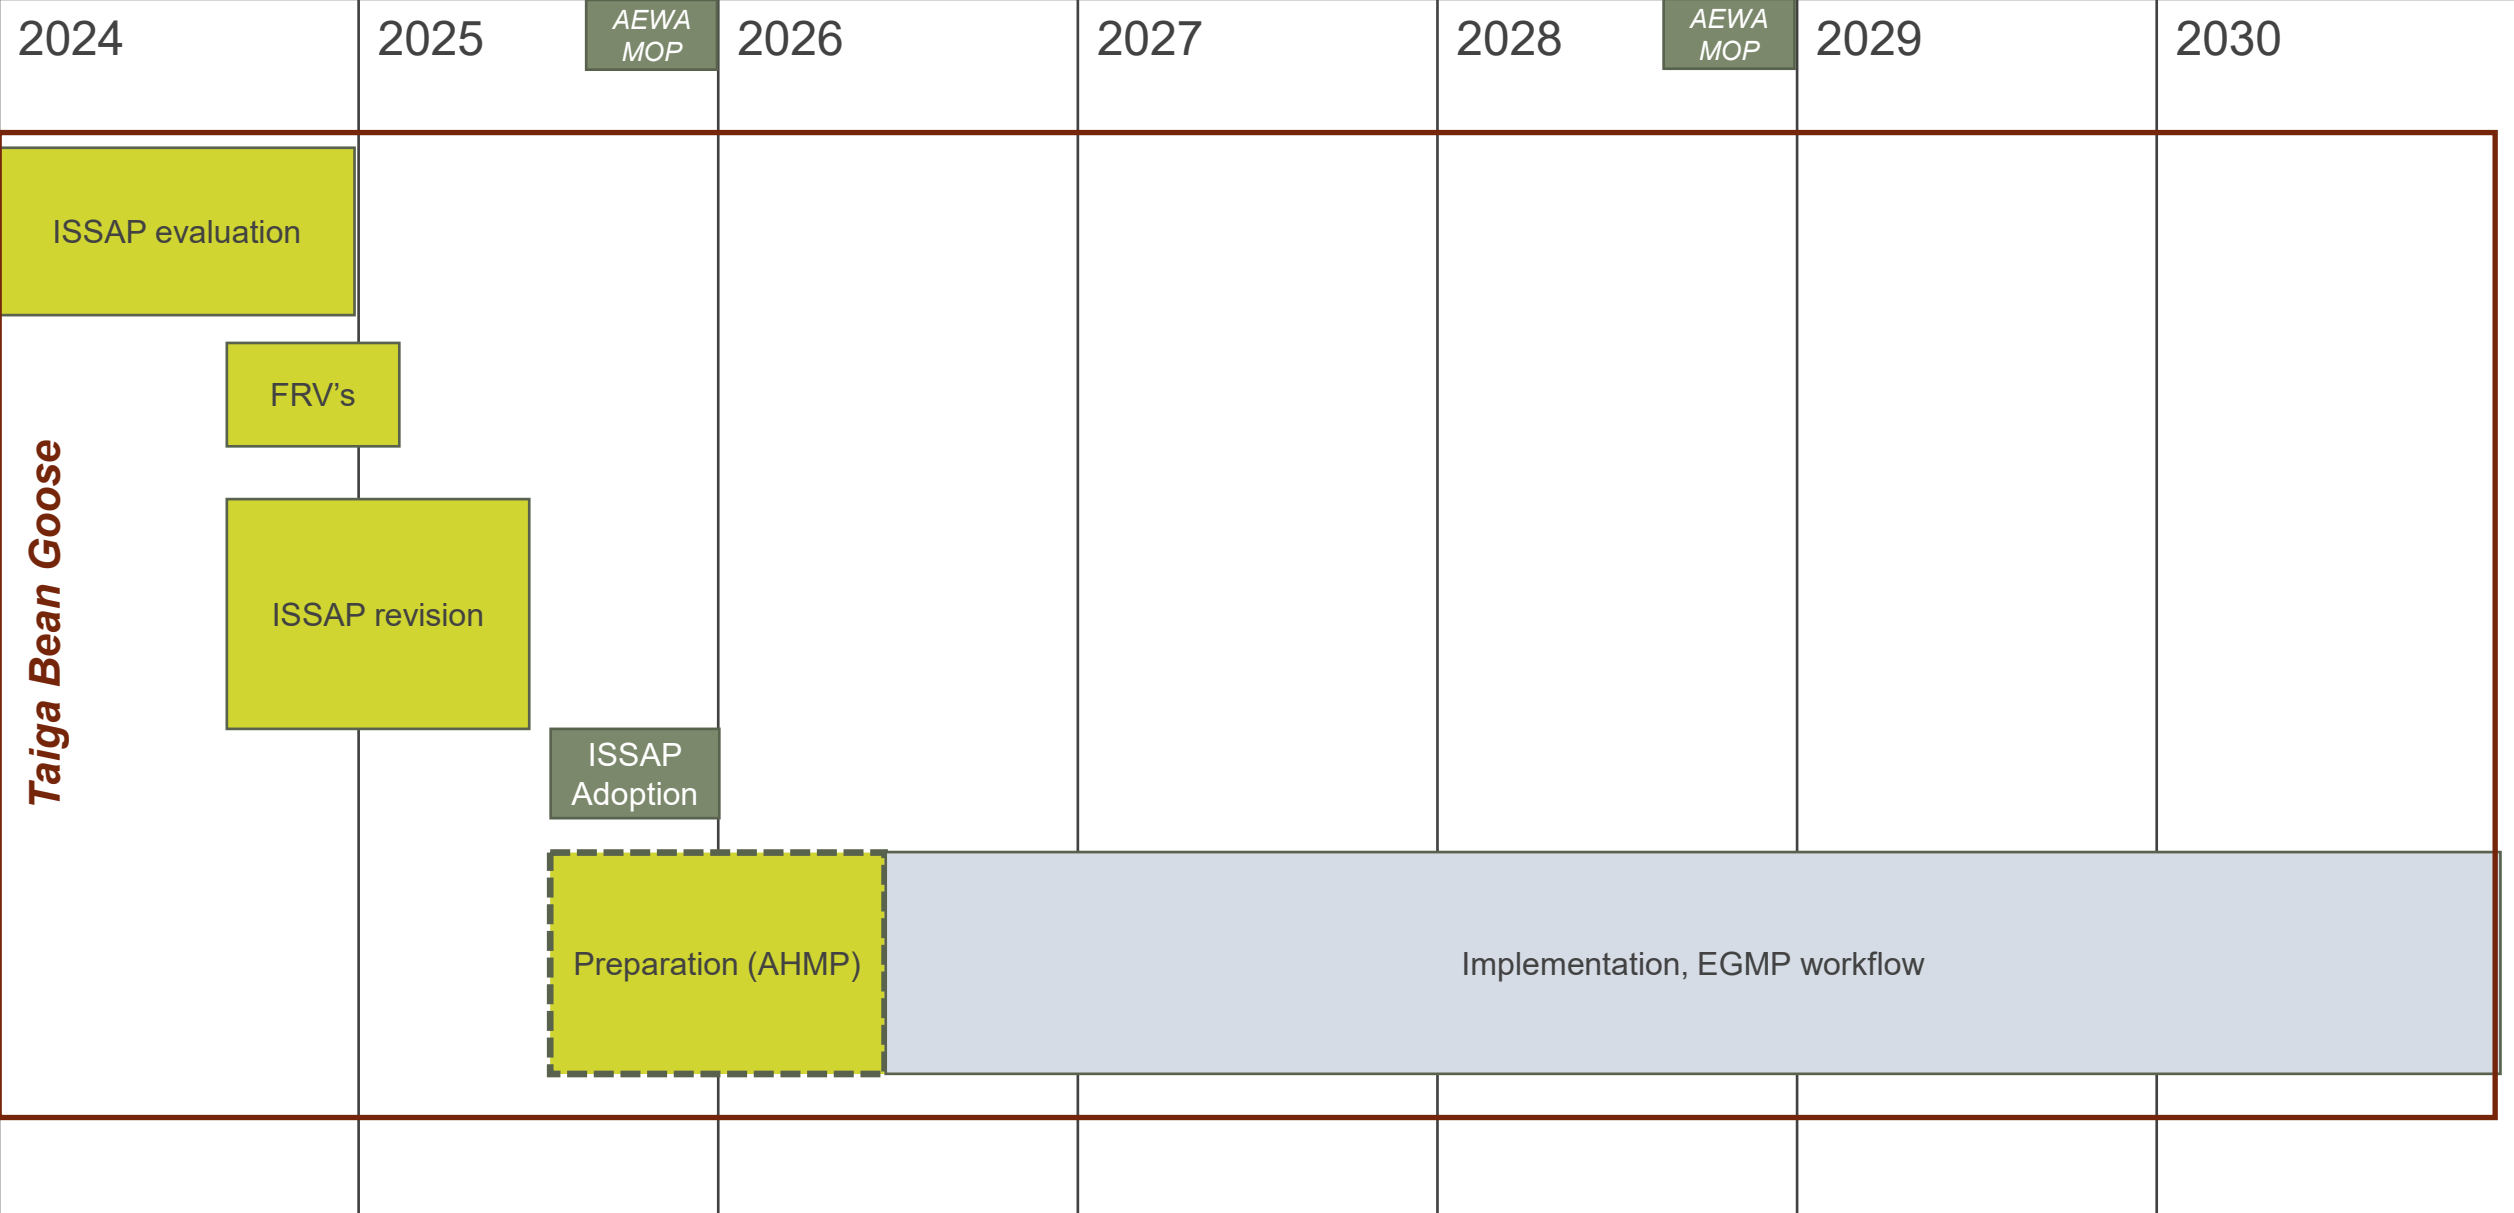 2024
2025
AEWA
MOP
2026
2027
2028
AEWA
MOP
2029
2030
Taiga Bean Goose
ISSAP evaluation
FRV’s
ISSAP revision
ISSAP
Adoption
Preparation (AHMP)
Implementation, EGMP workflow